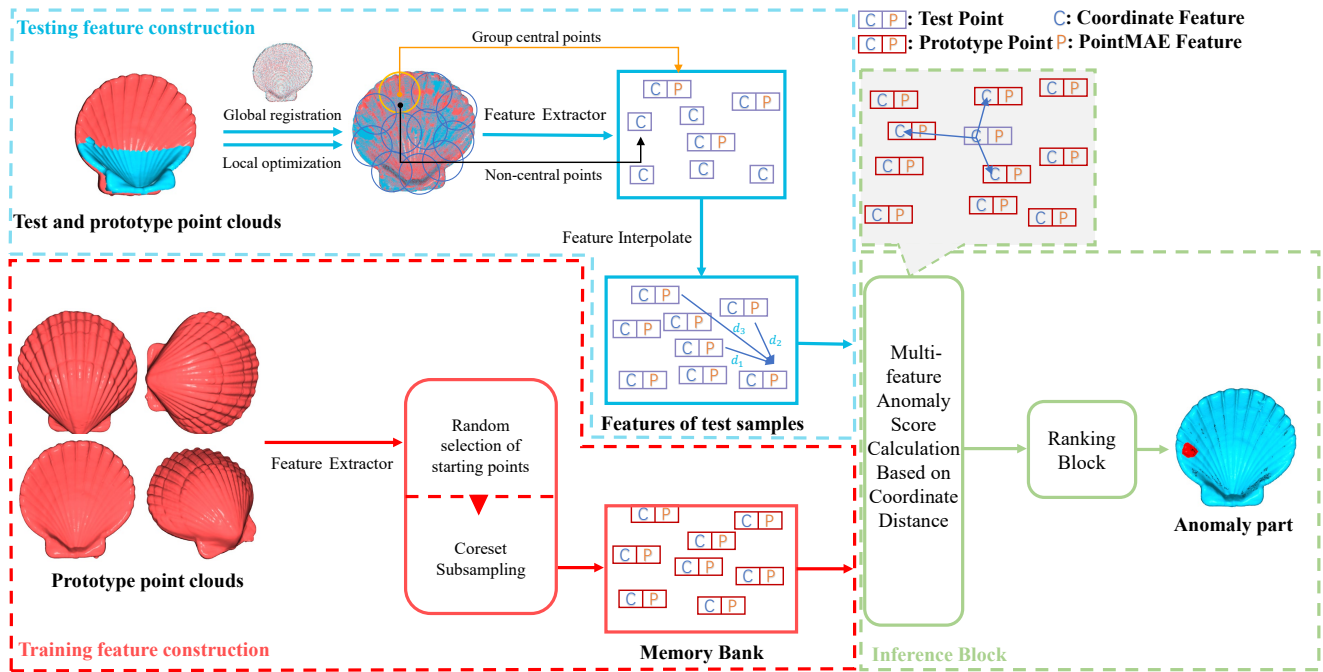 Testing feature construction
Group central points
Global registration
Local optimization
Feature Extractor
Non-central points
Test and prototype point clouds
C P
C P
C
C
C P
C
C
C
Feature Interpolate
C P
C P
C P
C P
C P
C P
C P
C P
d3
d2
d1
Features of test samples
C P : Test Point
C : Coordinate Feature
C P : Prototype Point
P : PointMAE Feature
C P
C P
C P
C P
C P
C P
C P
C P
C P
C P
C P
Prototype point clouds
Feature Extractor
Random
selection of
starting points
Coreset
Subsampling
C P
C P
C P
C P
C P
C P
C P
C P
Memory Bank
Training feature construction
Multi-
feature
Anomaly
Score
Calculation
Based on
Coordinate
Distance
Ranking
Block
Anomaly part
Inference Block